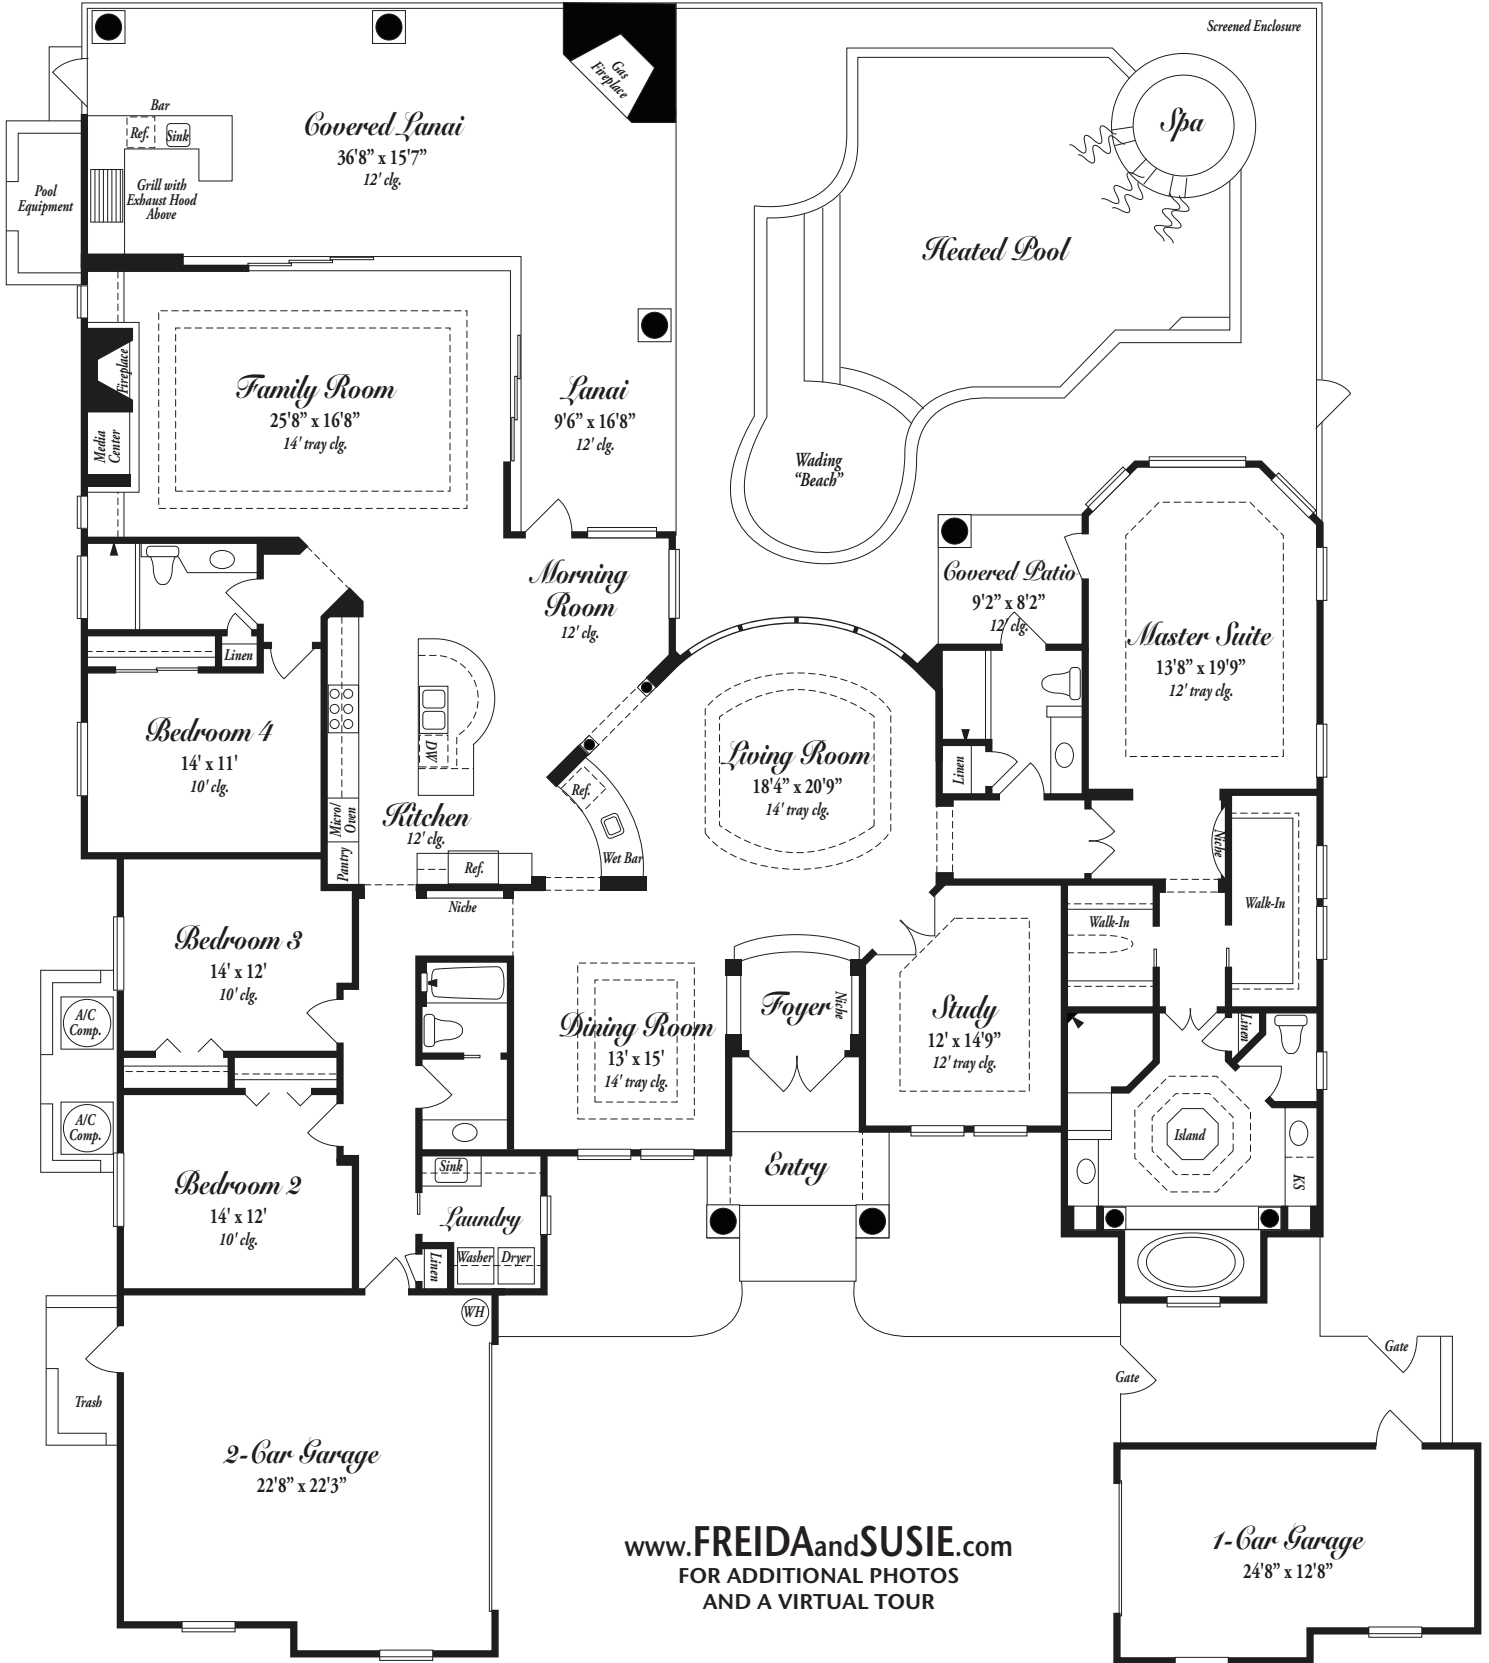 Screened Enclosure
Gas
Fireplace
Bar
Ref.
Sink
Covered Lanai
36'8” x 15'7”
12' clg.
Spa
Pool
Equipment
Grill with
Exhaust Hood
Above
Heated Pool
Fireplace
Family Room
25'8” x 16'8”
14' tray clg.
Lanai
9'6” x 16'8”
12' clg.
Media
Center
Wading
“Beach”
Morning
Room
12' clg.
Covered Patio
9'2” x 8'2”
12' clg.
Master Suite
13'8” x 19'9”
12' tray clg.
Linen
Bedroom 4
14' x 11'
10' clg.
DW
Living Room
18'4” x 20'9”
14' tray clg.
Linen
Ref.
Micro/
Oven
Kitchen
12' clg.
Wet Bar
Niche
Pantry
Ref.
Niche
Walk-In
Walk-In
Bedroom 3
14' x 12'
10' clg.
A/C
Comp.
Foyer
Niche
Study
12' x 14'9”
12' tray clg.
Dining Room
13' x 15'
14' tray clg.
Linen
A/C
Comp.
Island
Bedroom 2
14' x 12'
10' clg.
Sink
Entry
KS
Laundry
Washer
Dryer
Linen
WH
Gate
Gate
Trash
2-Car Garage
22'8” x 22'3”
www.FREIDAandSUSIE.com
FOR ADDITIONAL PHOTOS
AND A VIRTUAL TOUR
1-Car Garage
24'8” x 12'8”